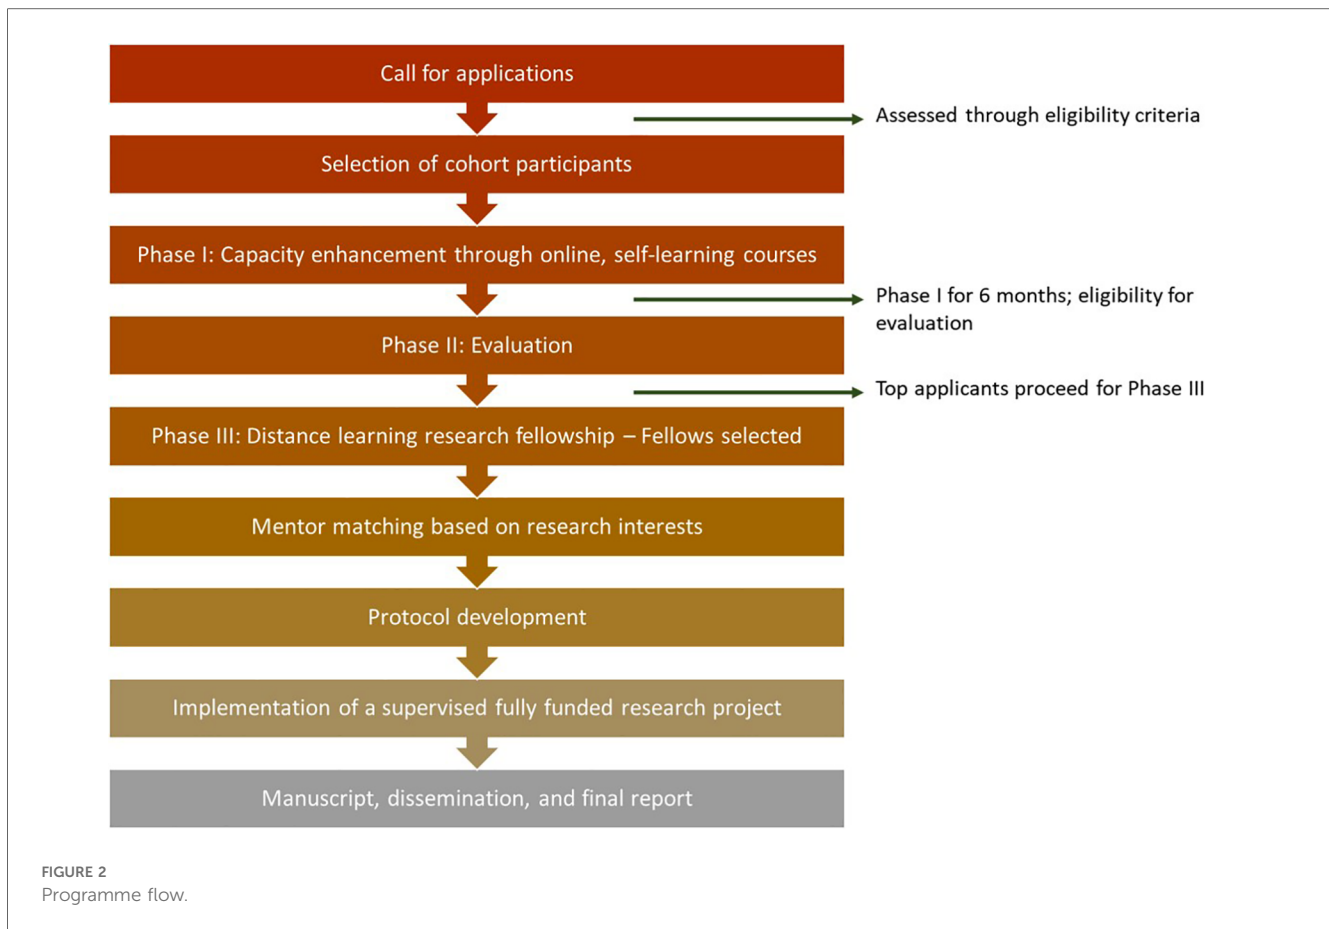 Call for applications
Assessed through eligibility criteria
Selection of cohort participants
Phase I: Capacity enhancement through online, self-learning courses
Phase I for 6 months; eligibility for
evaluation
Phase II: Evaluation
Top applicants proceed for Phase III
Phase III: Distance learning research fellowship – Fellows selected
Mentor matching based on research interests
Protocol development
Implementation of a supervised fully funded research project
Manuscript, dissemination, and final report
FIGURE 2
Programme flow.